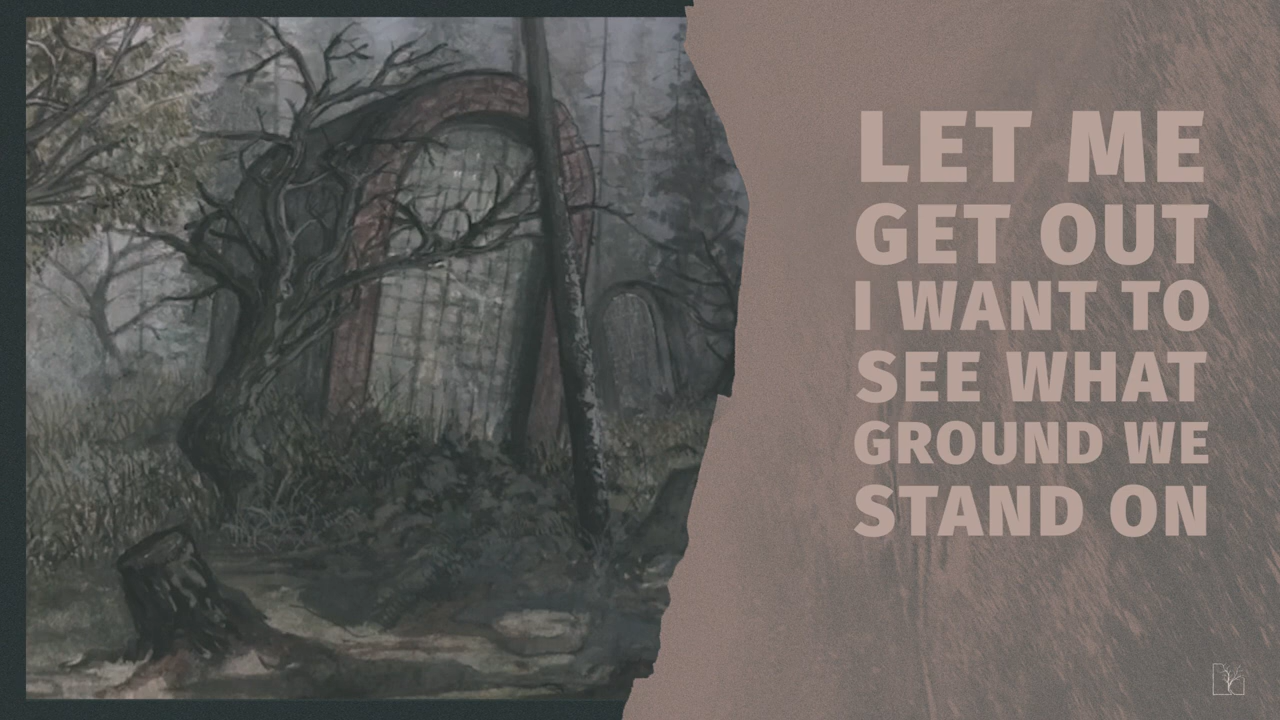 LET ME
GET OUT
I WANT TO
SEE WHAT
GROUND WE
STAND ON